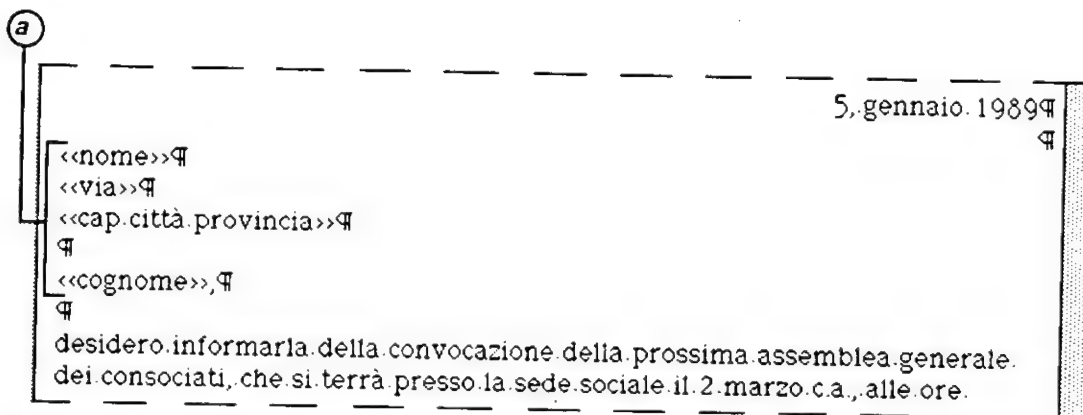 a
5, gennaio 1989¶
¶
<<nome>>¶
<<via>>¶
<<cap.città.provincia>>¶
¶
<<cognome>>,¶
¶
desidero.informarla.della.convocazione.della.prossima.assemblea.generale.
dei.consociati,.che.si.terrà.presso.la.sede.sociale.il.2.marzo.c.a.,.alle.ore.